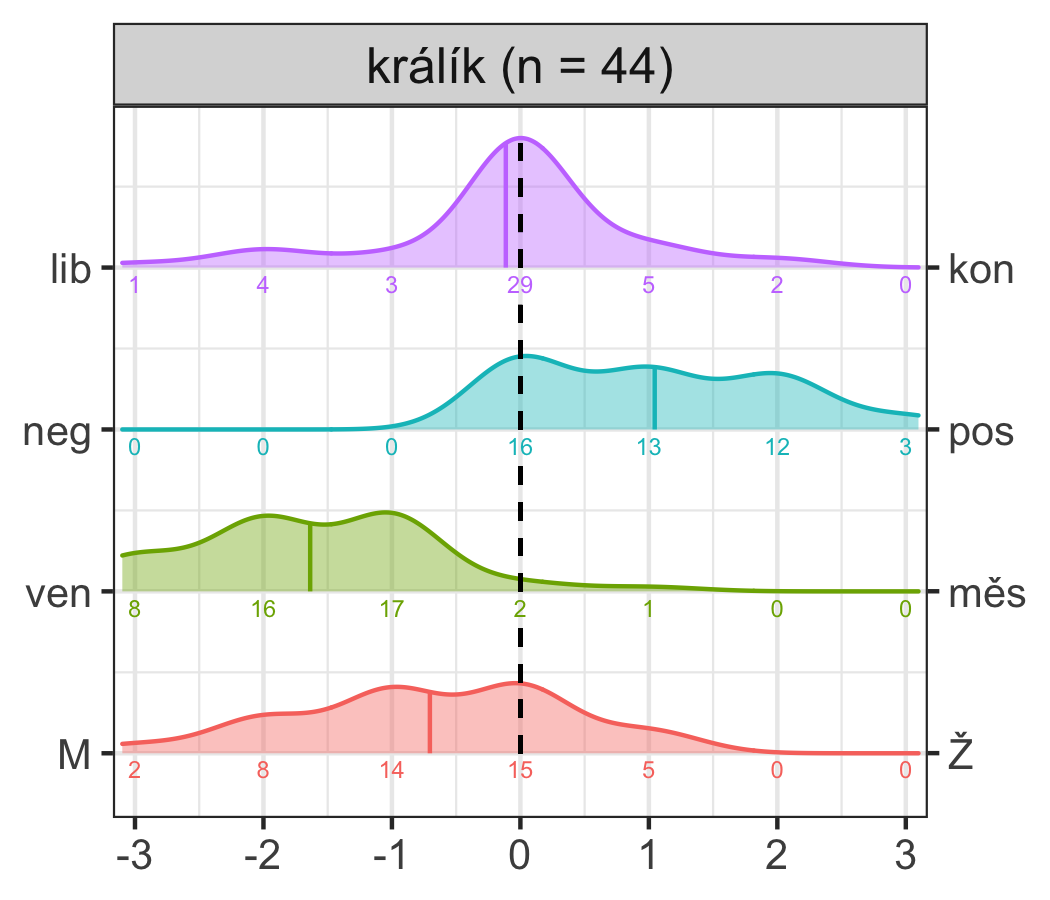 králík (n = 44)
lib kon
1 4 3 29 5 2 0
neg pos
0 0 0 16 13 12 3
ven měs
8 16 17 2 1 0 0
M Ž
2 8 14 15 5 0 0
-3 -2 -1 0 1 2 3